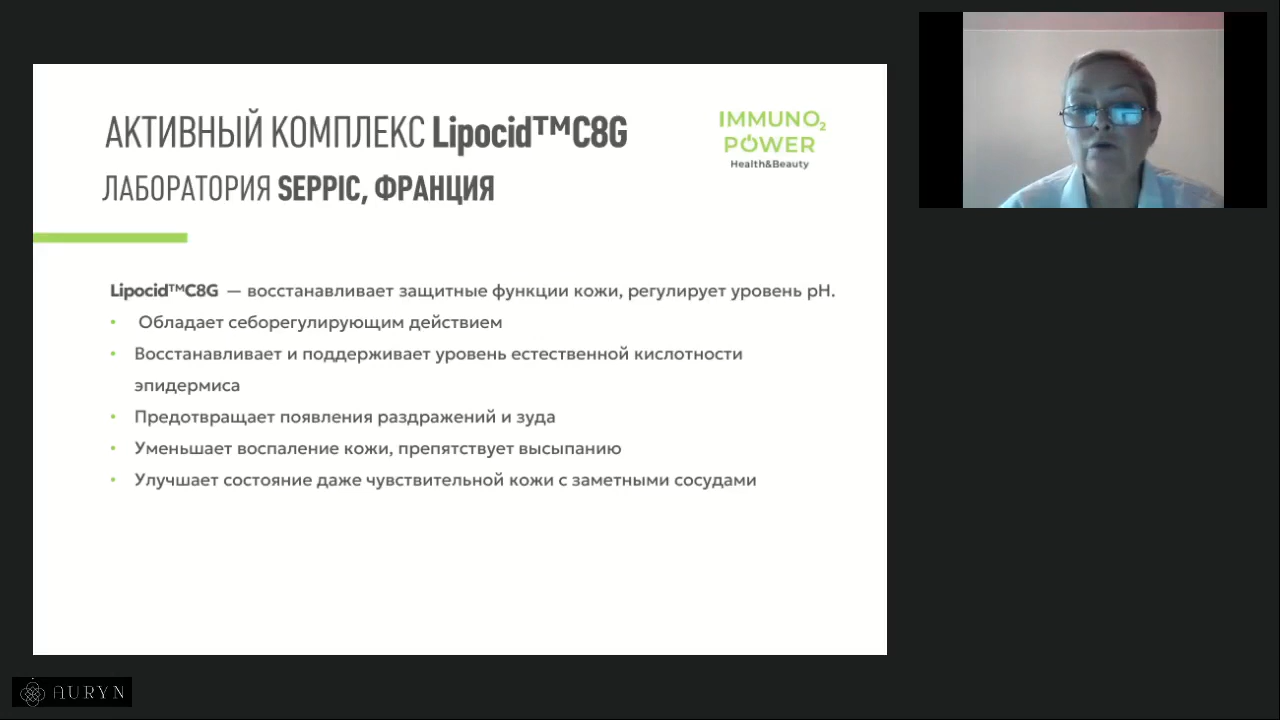 АКТИВНЫЙ КОМПЛЕКС Lipocid™C8G
ЛАБОРАТОРИЯ SEPPIC, ФРАНЦИЯ
IMMUNO₂
POWER
Health&Beauty
Lipocid™C8G — восстанавливает защитные функции кожи, регулирует уровень pH.
• Обладает себорегулирующим действием
• Восстанавливает и поддерживает уровень естественной кислотности
эпидермиса
• Предотвращает появления раздражений и зуда
• Уменьшает воспаление кожи, препятствует высыпанию
• Улучшает состояние даже чувствительной кожи с заметными сосудами
AURYN